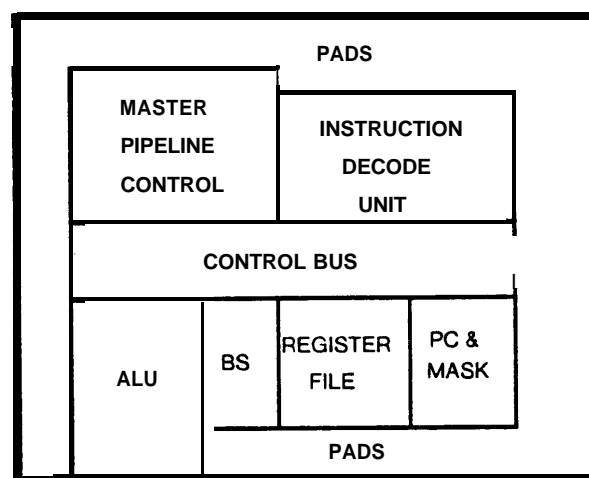 PADS
MASTER
PIPELINE
CONTROL
INSTRUCTION
DECODE
UNIT
CONTROL BUS
ALU
BS
REGISTER
FILE
PC &
MASK
PADS